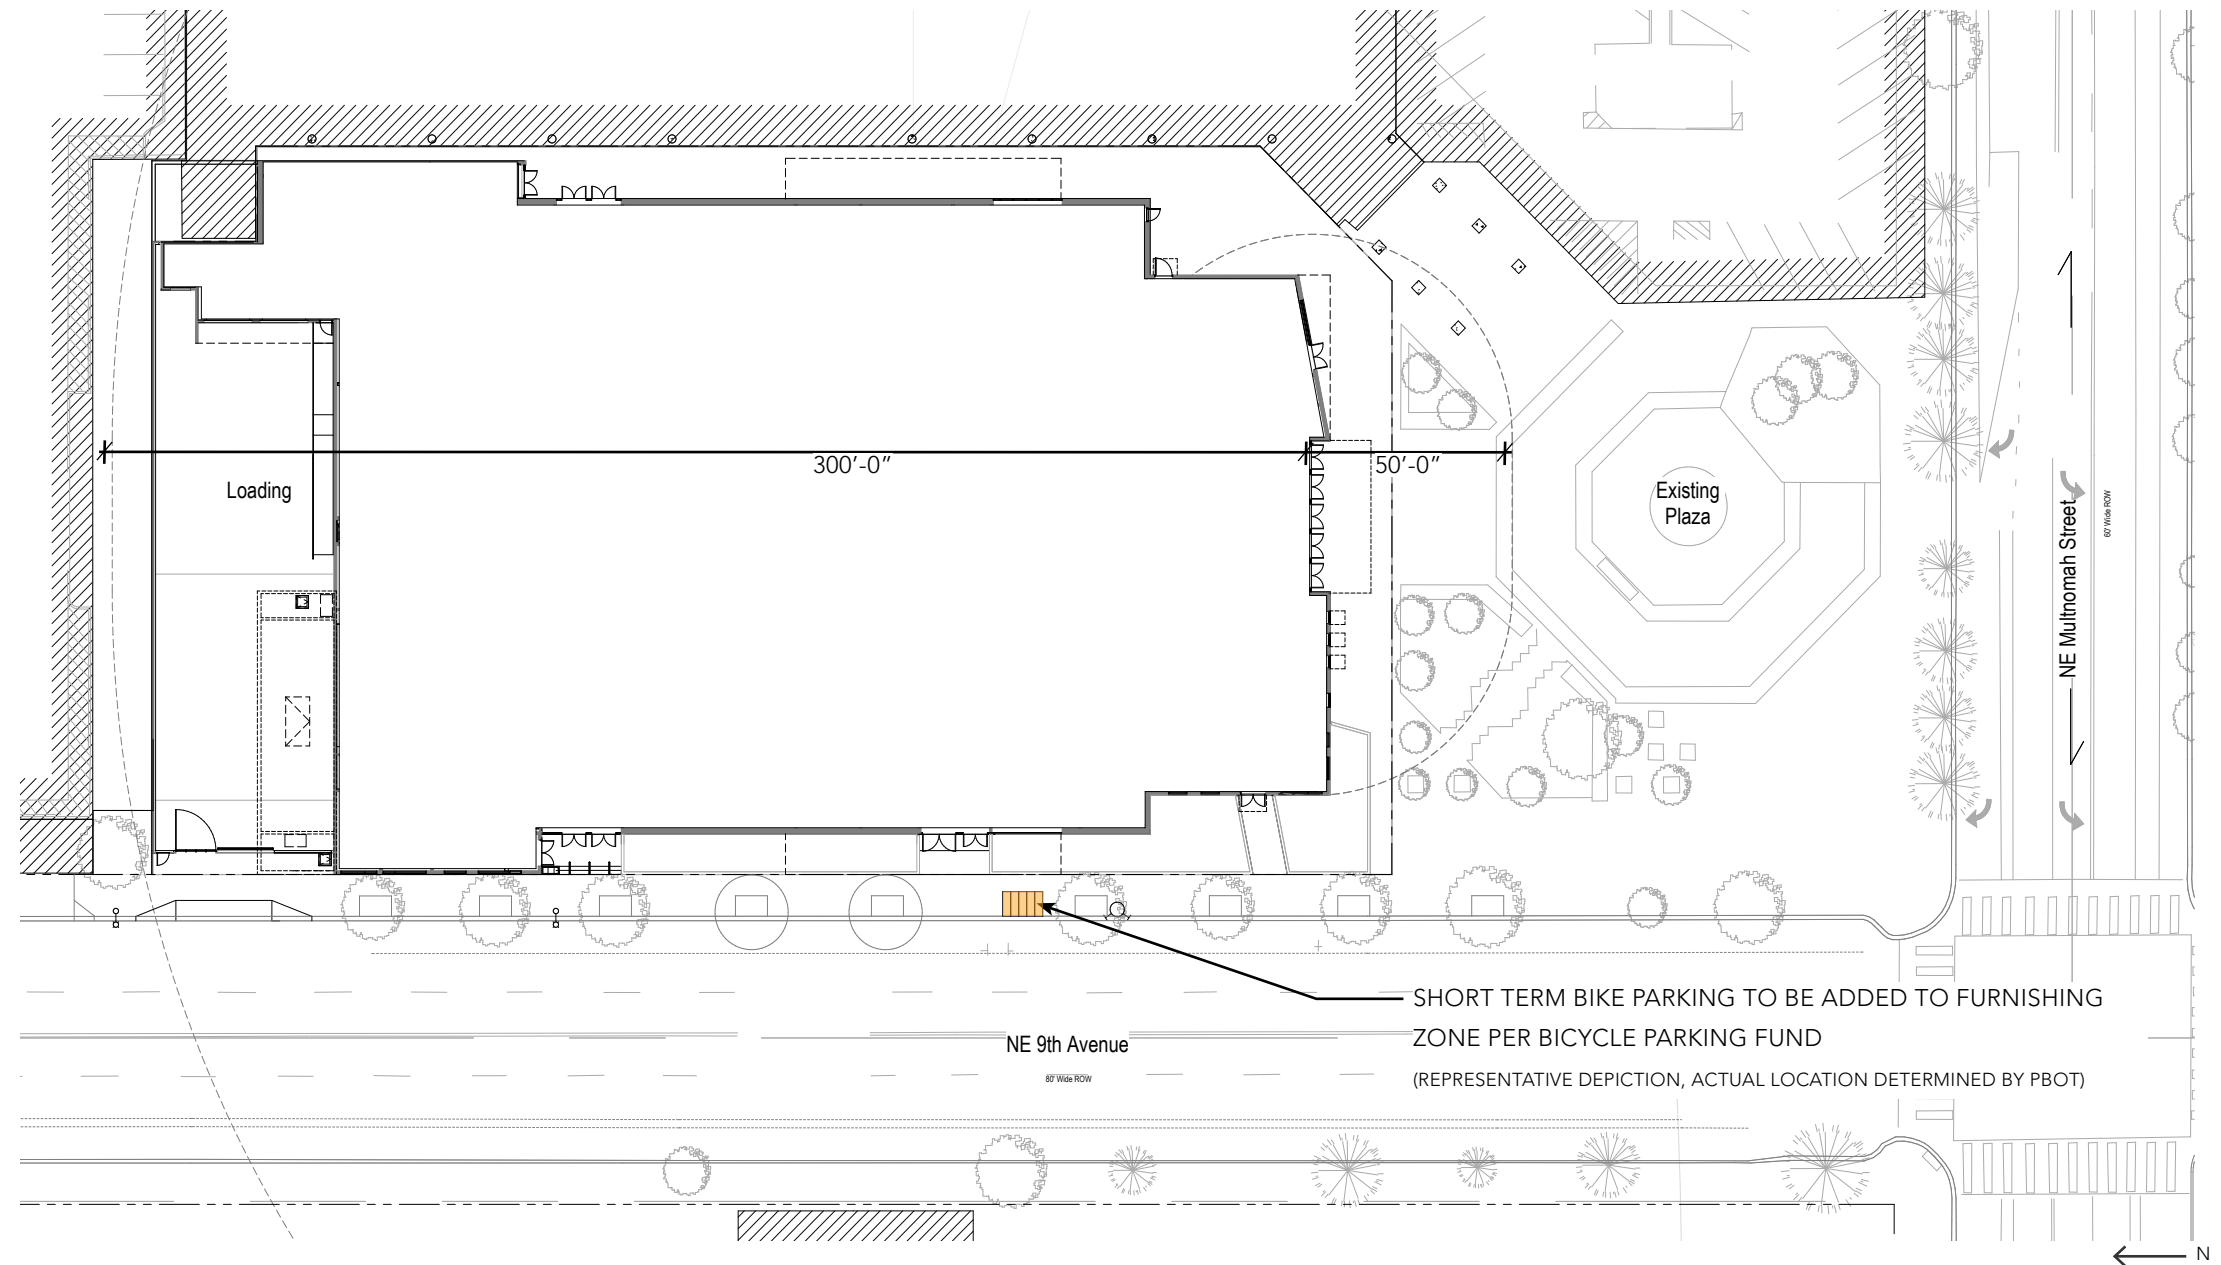 300'-0"
50'-0"
Loading
Existing
Plaza
NE Multnomah Street
60' Wide ROW
SHORT TERM BIKE PARKING TO BE ADDED TO FURNISHING
ZONE PER BICYCLE PARKING FUND
(REPRESENTATIVE DEPICTION, ACTUAL LOCATION DETERMINED BY PBOT)
NE 9th Avenue
80' Wide ROW
N